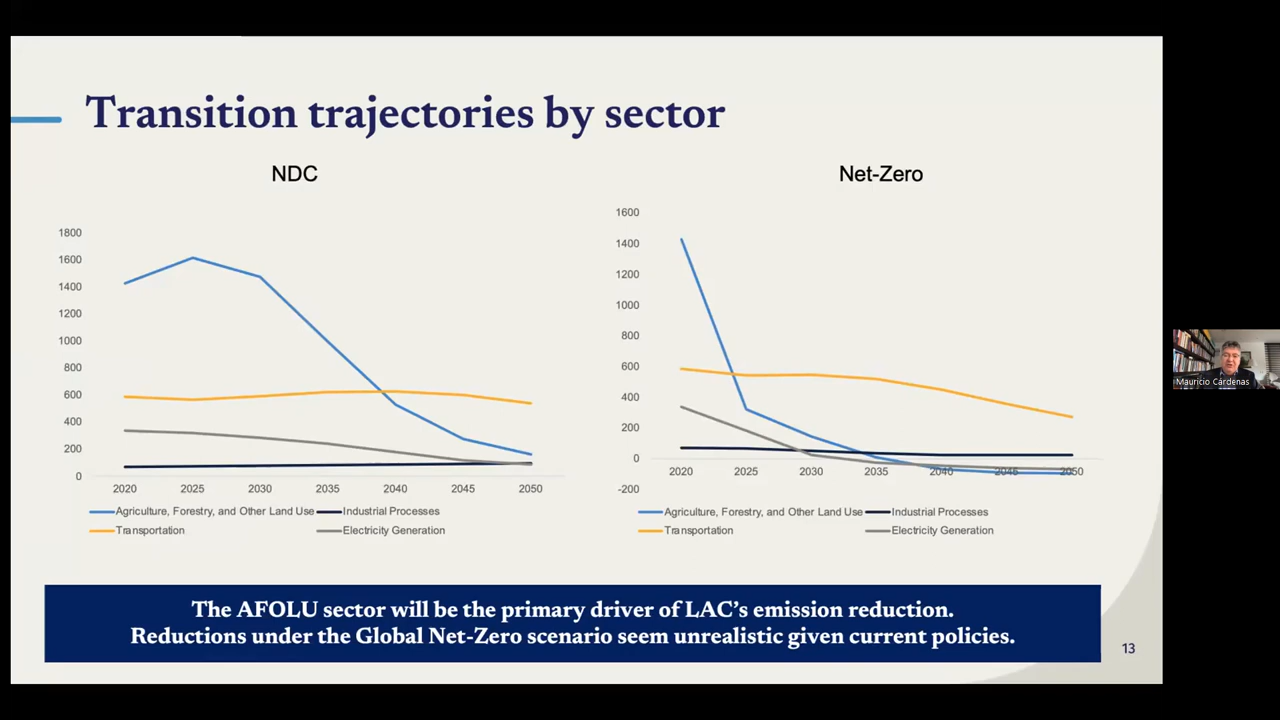 Transition trajectories by sector
NDC
1800
1600
1400
1200
1000
800
600
400
200
0
2020 2025 2030 2035 2040 2045 2050
Agriculture, Forestry, and Other Land Use Industrial Processes
Transportation Electricity Generation
Net-Zero
1600
1400
1200
1000
800
600
400
200
0
-200
2020 2025 2030 2035 2040 2045 2050
Agriculture, Forestry, and Other Land Use Industrial Processes
Transportation Electricity Generation
The AFOLU sector will be the primary driver of LAC's emission reduction.
Reductions under the Global Net-Zero scenario seem unrealistic given current policies.
13
Mauricio Cárdenas